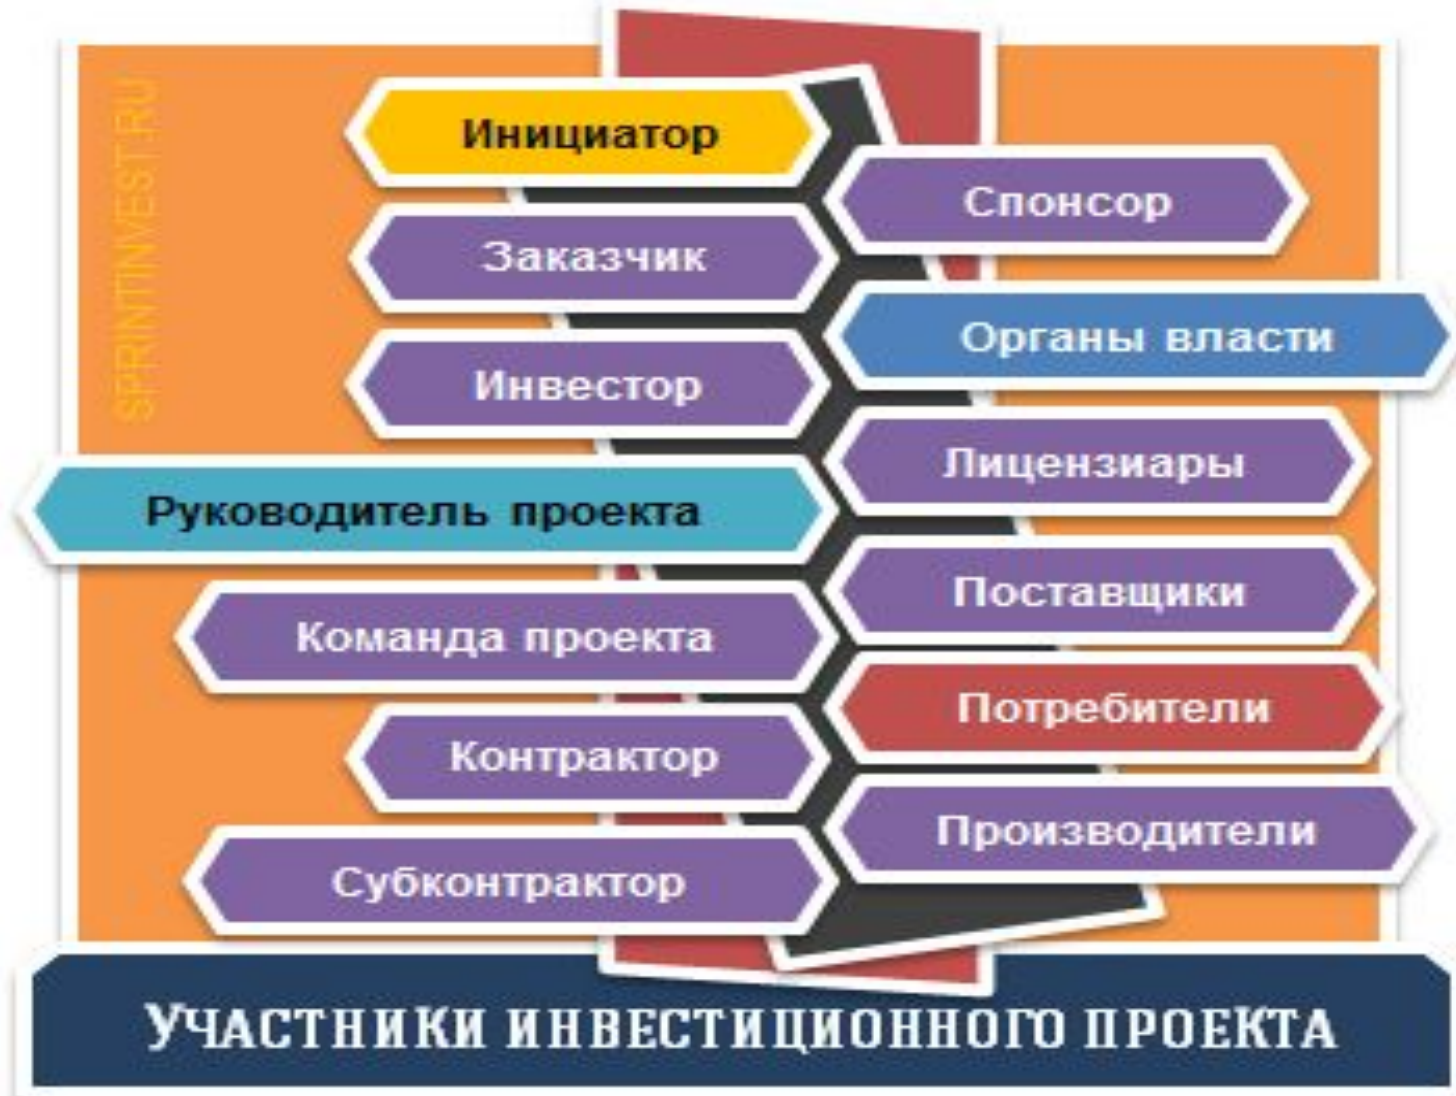 SPRINTINVEST.RU
Инициатор
Заказчик
Инвестор
Руководитель проекта
Команда проекта
Контрактор
Субконтрактор
Спонсор
Органы власти
Лицензиары
Поставщики
Потребители
Производители
УЧАСТНИКИ ИНВЕСТИЦИОННОГО ПРОЕКТА